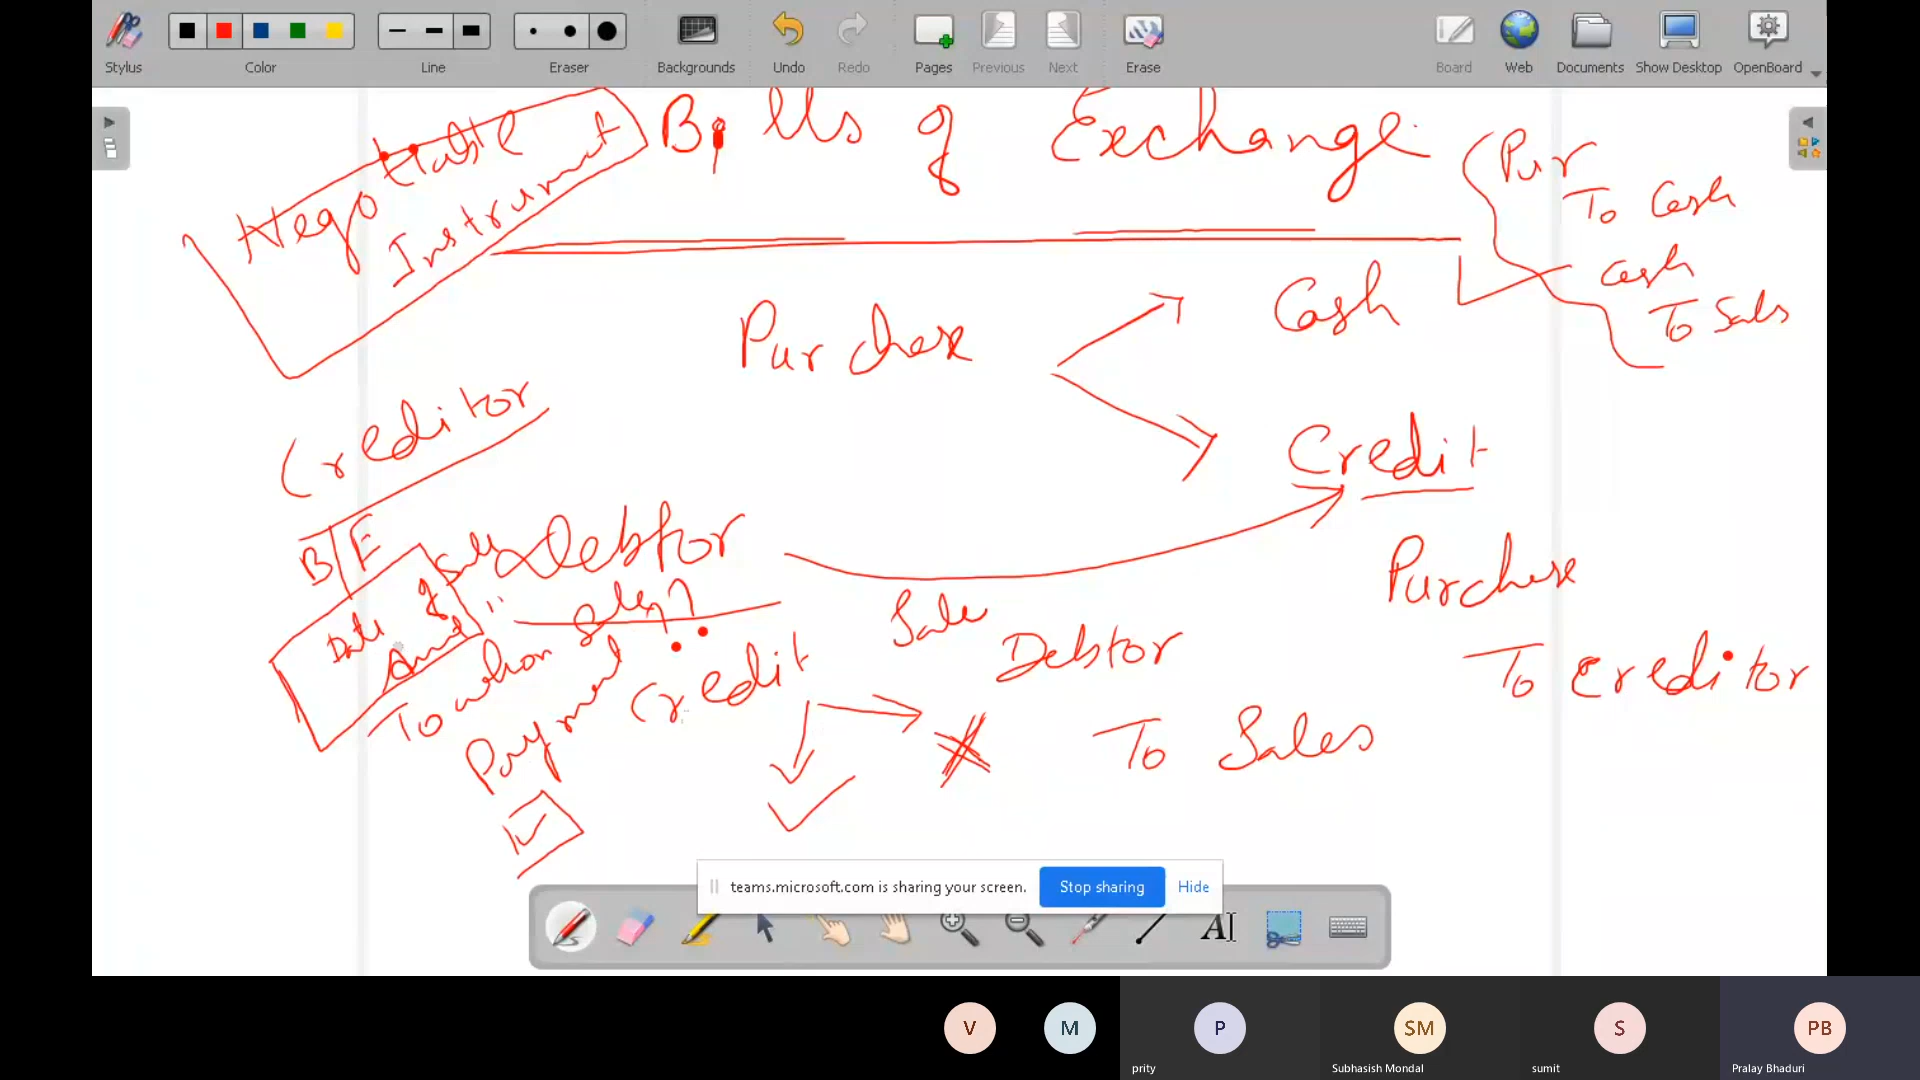 Stylus
Color
Line
Eraser
Backgrounds
Undo
Redo
Pages
Previous
Next
Erase
Board
Web
Documents
Show Desktop
OpenBoard
Bills of Exchange
Negotiable
Instrument
Pur
To Cash
Cash
To Sales
Purchase
Cash
Credit
Creditor
B/E
Debtor
Date of
To whom
Payment
Credit
Sale
Debtor
To Sales
Purchase
To Creditor
teams.microsoft.com is sharing your screen.
Stop sharing
Hide
A
V
M
P
SM
S
PB
prity
Subhasish Mondal
sumit
Pralay Bhaduri